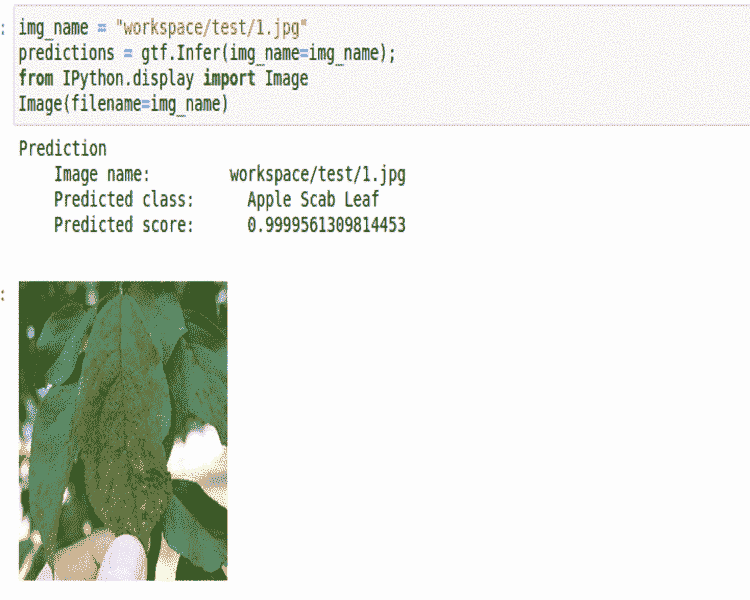 : img_name = "workspace/test/1.jpg"
predictions = gtf.Infer(img_name=img_name);
from IPython.display import Image
Image(filename=img_name)
Prediction
Image name: workspace/test/1.jpg
Predicted class: Apple Scab Leaf
Predicted score: 0.9999561309814453
: